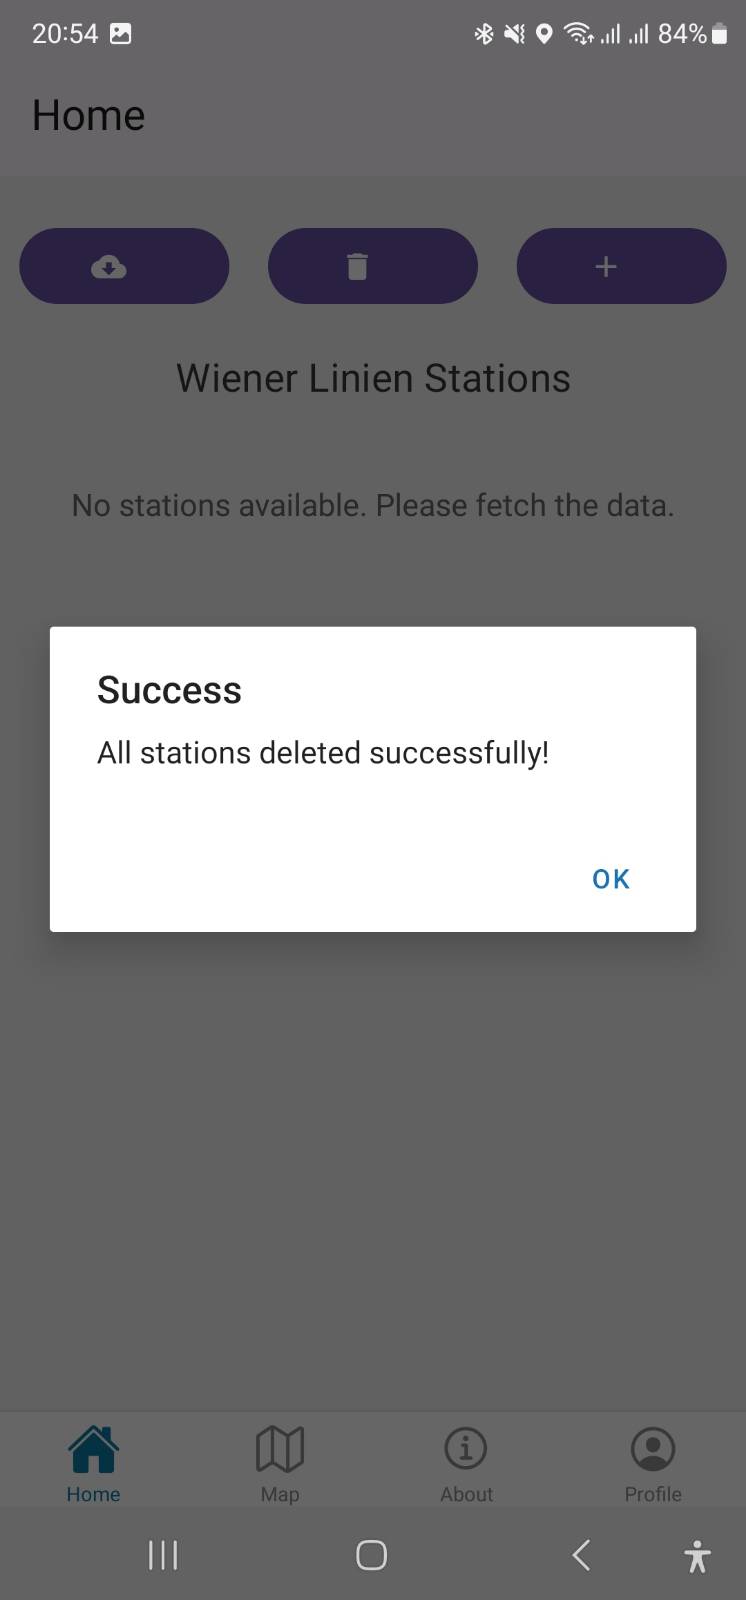 20:54
84%
Home
Wiener Linien Stations
No stations available. Please fetch the data.
Success
All stations deleted successfully!
OK
Home
Map
About
Profile